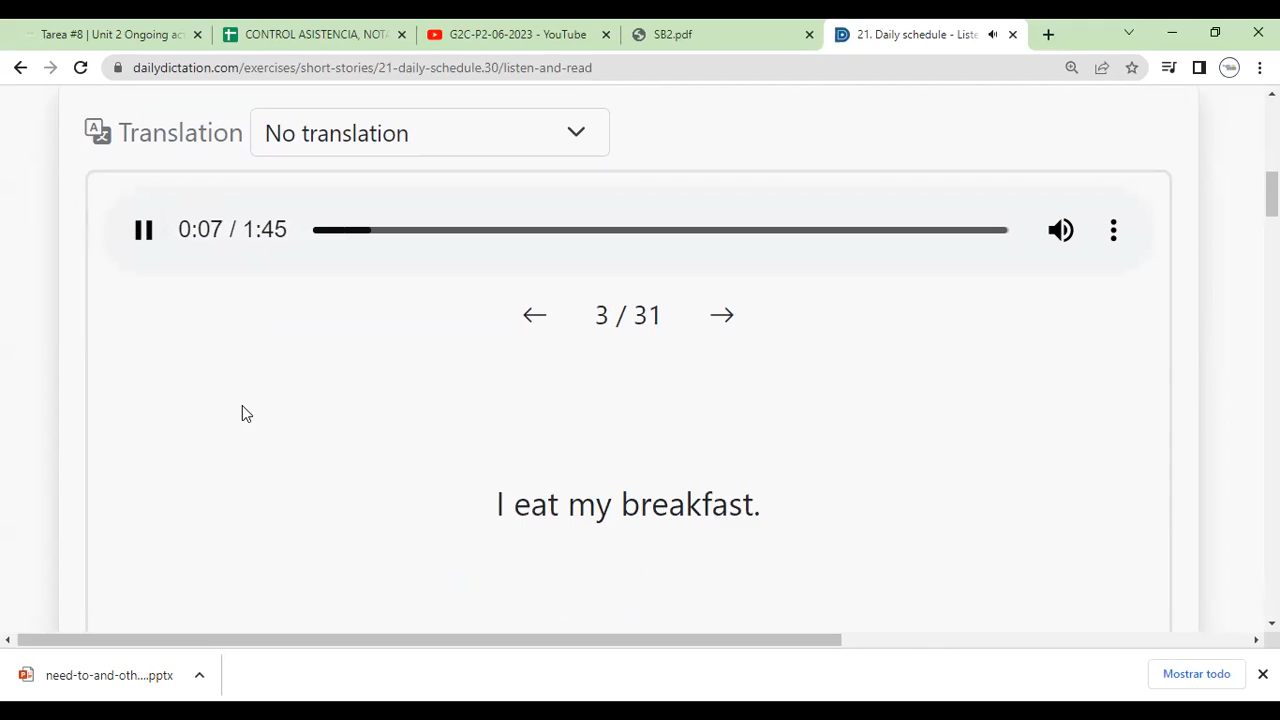 Tarea #8 | Unit 2 Ongoing ac
CONTROL ASISTENCIA, NOTA
G2C-P2-06-2023 - YouTube
SB2.pdf
21. Daily schedule - Liste
dailydictation.com/exercises/short-stories/21-daily-schedule.30/listen-and-read
Translation
No translation
0:07 / 1:45
3 / 31
I eat my breakfast.
need-to-and-oth....pptx
Mostrar todo